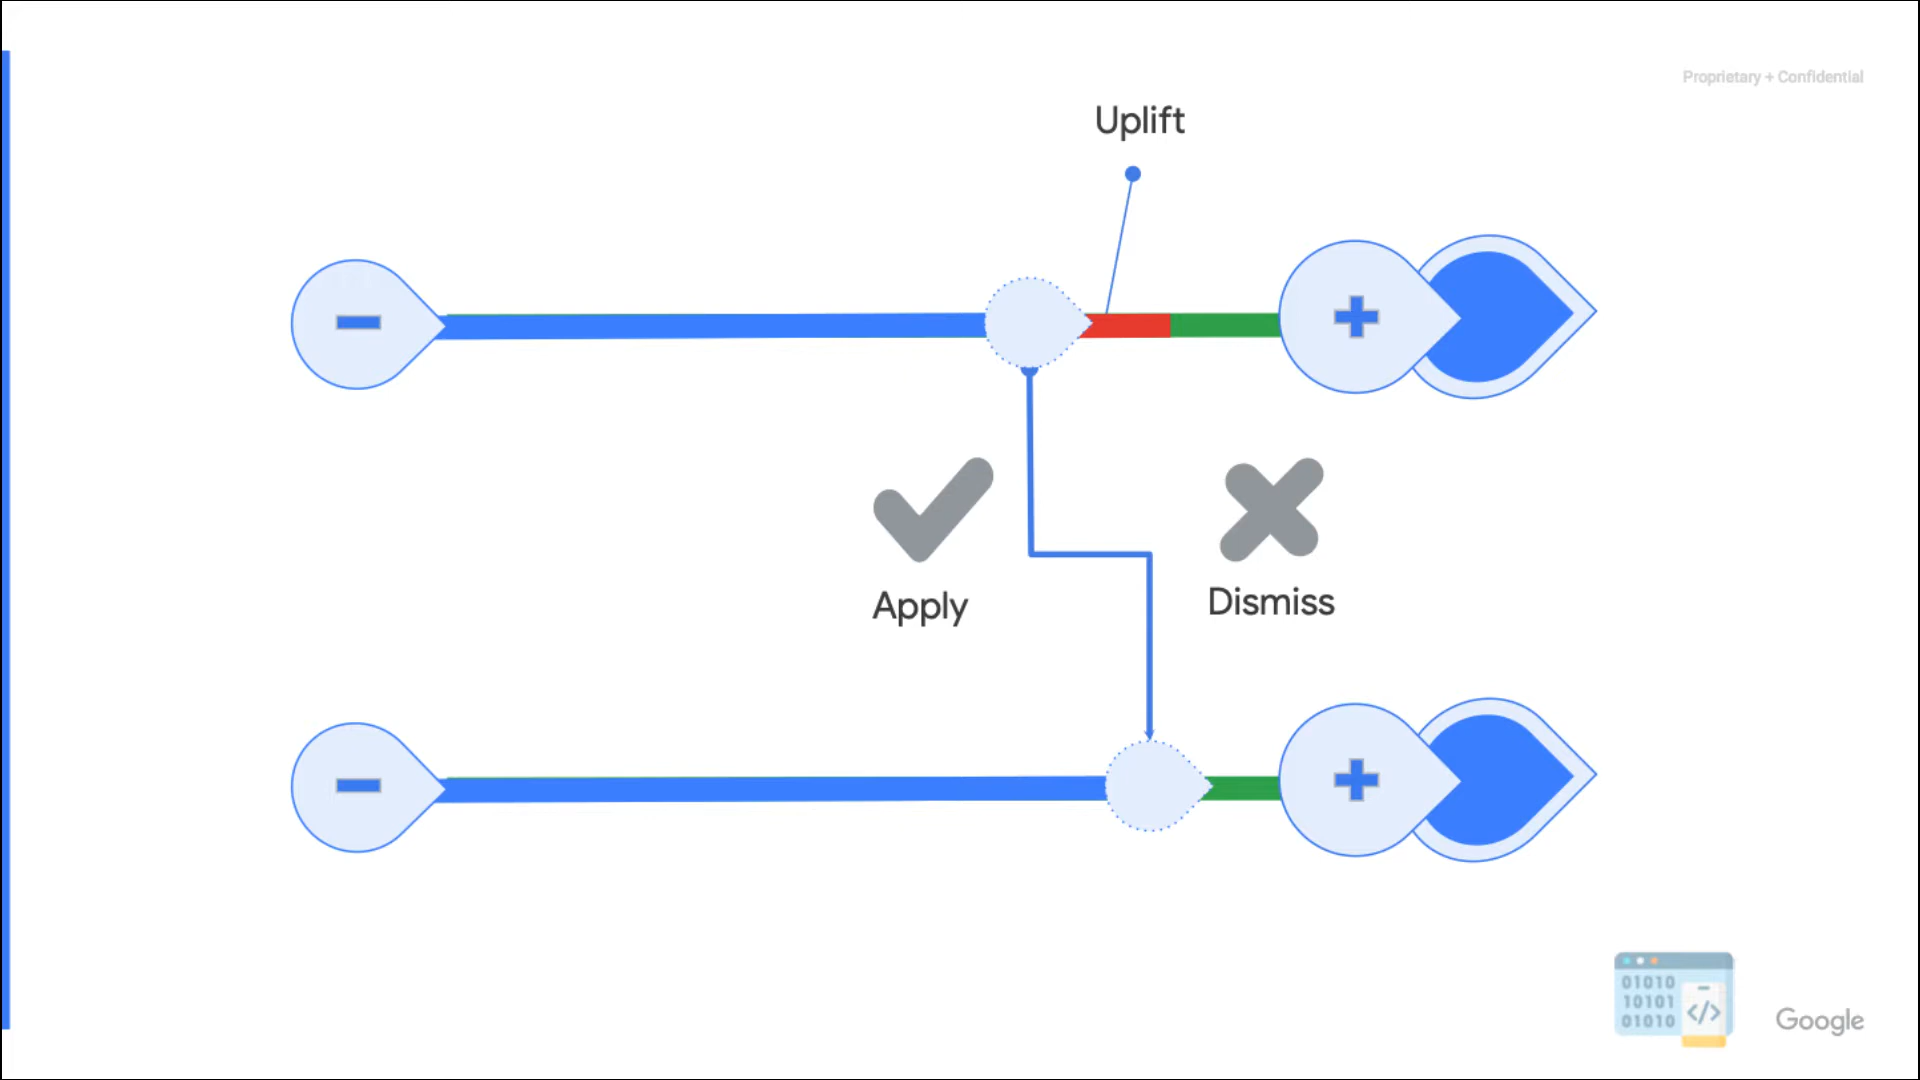 Proprietary + Confidential
Uplift
Apply
Dismiss
01010
10101
01010
</>
Google